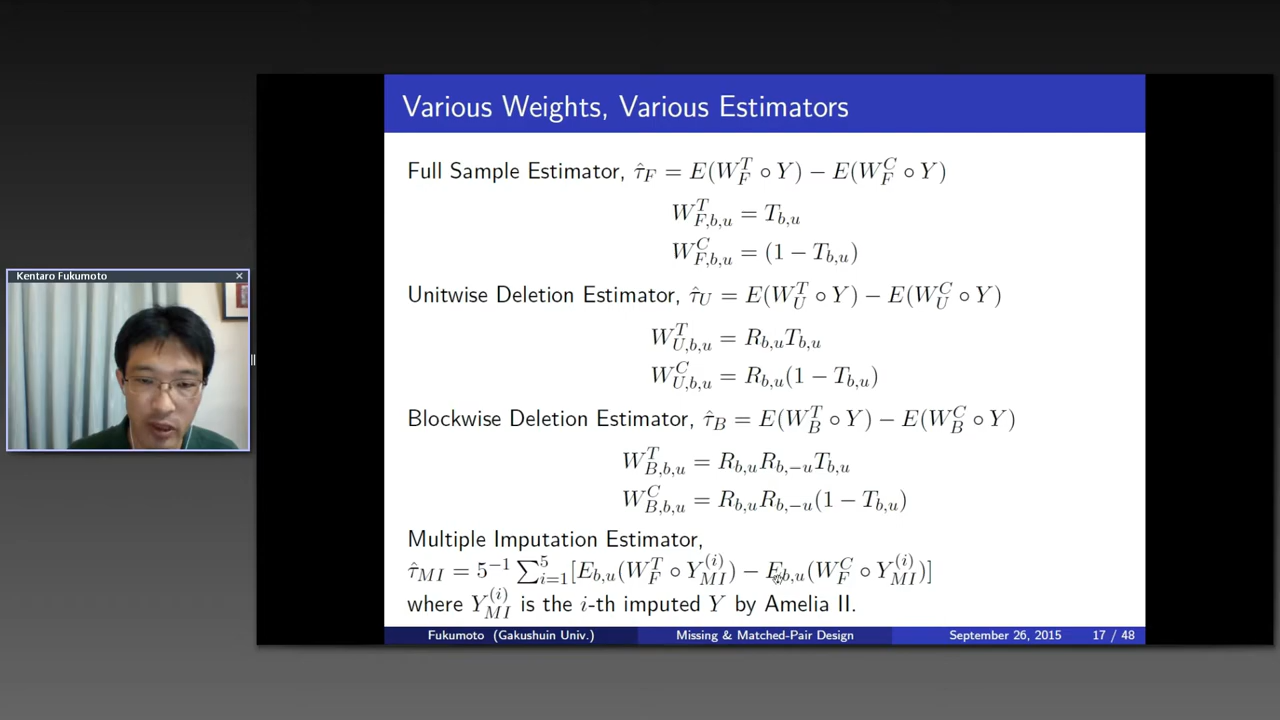 Various Weights, Various Estimators
Full Sample Estimator, τ̂_F = E(W_F^T ∘ Y) − E(W_F^C ∘ Y)
W_{F,b,u}^T = T_{b,u}
W_{F,b,u}^C = (1 − T_{b,u})
Kentaro Fukumoto
Unitwise Deletion Estimator, τ̂_U = E(W_U^T ∘ Y) − E(W_U^C ∘ Y)
W_{U,b,u}^T = R_{b,u}T_{b,u}
W_{U,b,u}^C = R_{b,u}(1 − T_{b,u})
Blockwise Deletion Estimator, τ̂_B = E(W_B^T ∘ Y) − E(W_B^C ∘ Y)
W_{B,b,u}^T = R_{b,u}R_{b,−u}T_{b,u}
W_{B,b,u}^C = R_{b,u}R_{b,−u}(1 − T_{b,u})
Multiple Imputation Estimator,
τ̂_{MI} = 5^{−1} ∑_{i=1}^5 [E_{b,u}(W_F^T ∘ Y_{MI}^{(i)}) − E_{b,u}(W_F^C ∘ Y_{MI}^{(i)})]
where Y_{MI}^{(i)} is the i-th imputed Y by Amelia II.
Fukumoto (Gakushuin Univ.) Missing & Matched-Pair Design September 26, 2015 17 / 48